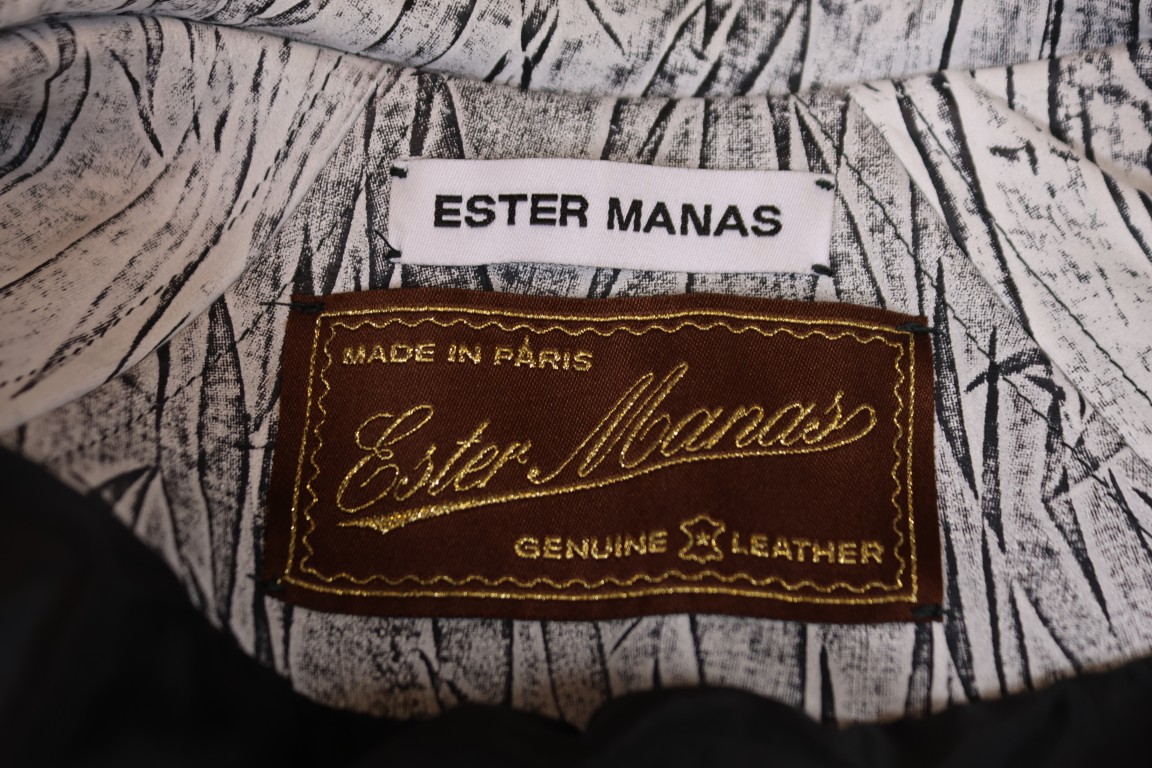 ESTER MANAS
MADE IN PARIS
Ester Manas
GENUINE LEATHER